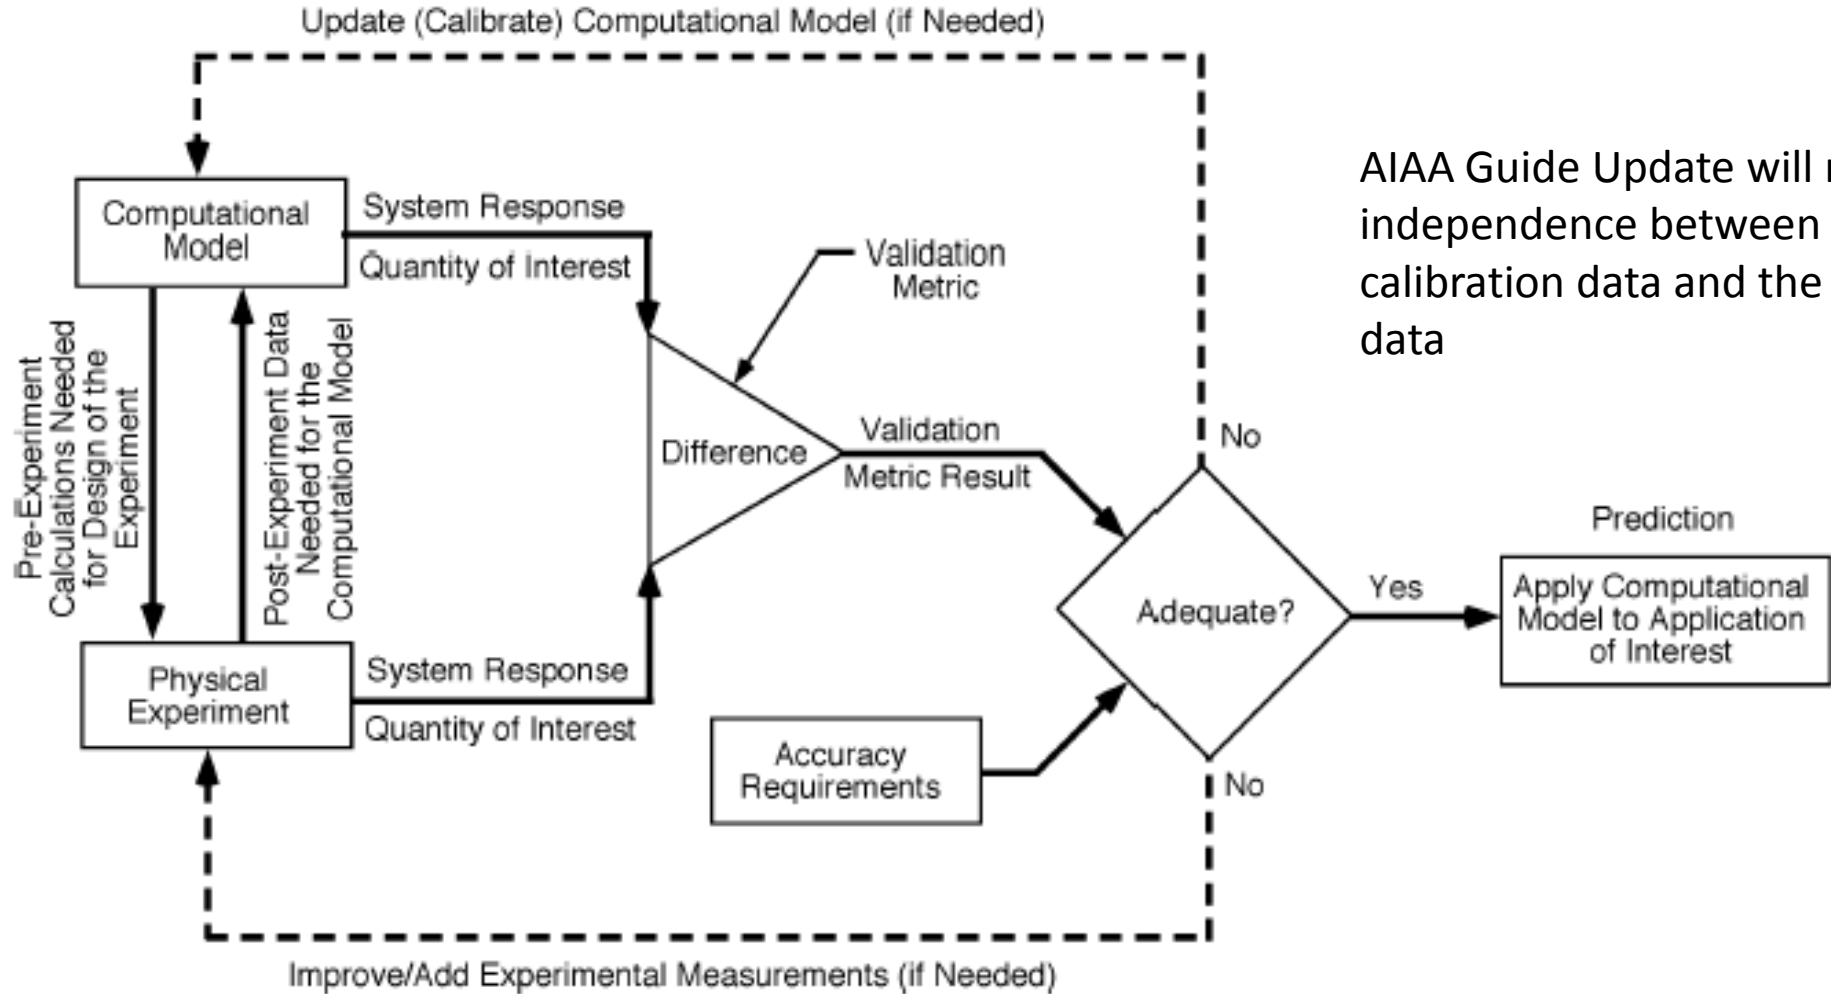 Update (Calibrate) Computational Model (if Needed)
AIAA Guide Update will
independence between
calibration data and the
data
Computational
Model
System Response
Quantity of Interest
Validation
Metric
Pre-Experiment
Calculations Needed
for Design of the
Experiment
Post-Experiment Data
Needed for the
Computational Model
Difference
Validation
Metric Result
No
Prediction
Adequate?
Yes
Apply Computational
Model to Application
of Interest
Physical
Experiment
System Response
Quantity of Interest
Accuracy
Requirements
No
Improve/Add Experimental Measurements (if Needed)